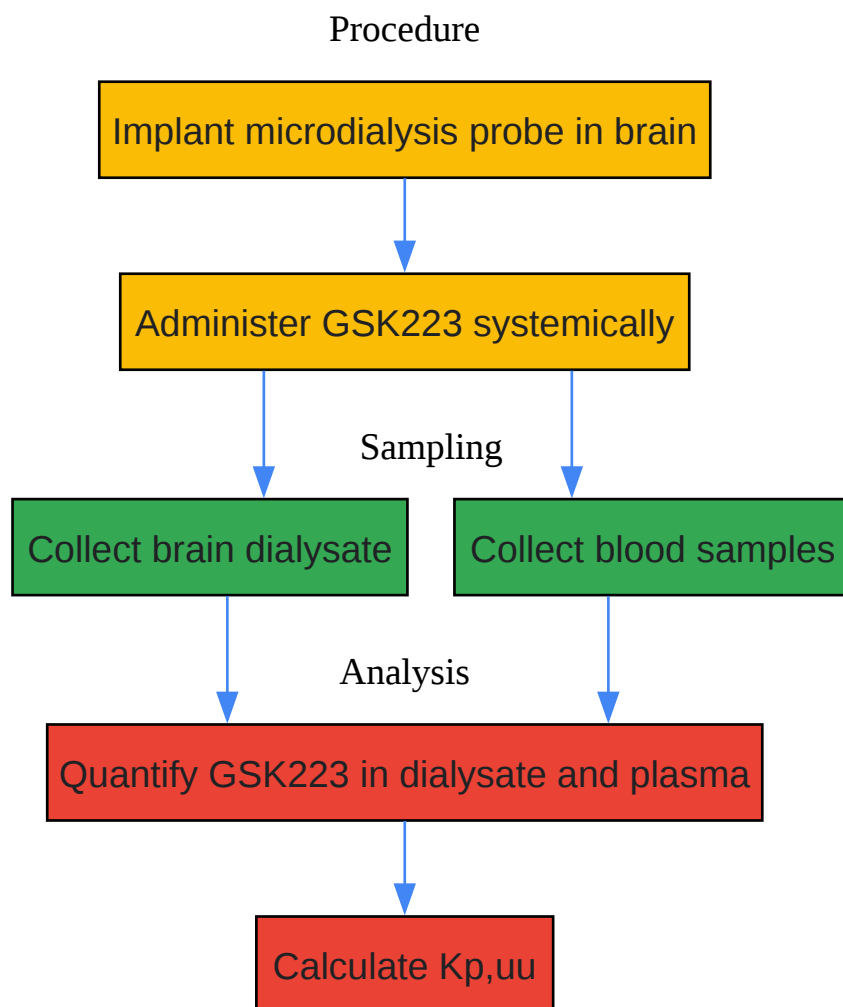 Procedure
Implant microdialysis probe in brain
Administer GSK223 systemically
Sampling
Collect brain dialysate
Collect blood samples
Analysis
Quantify GSK223 in dialysate and plasma
Calculate Kp,uu